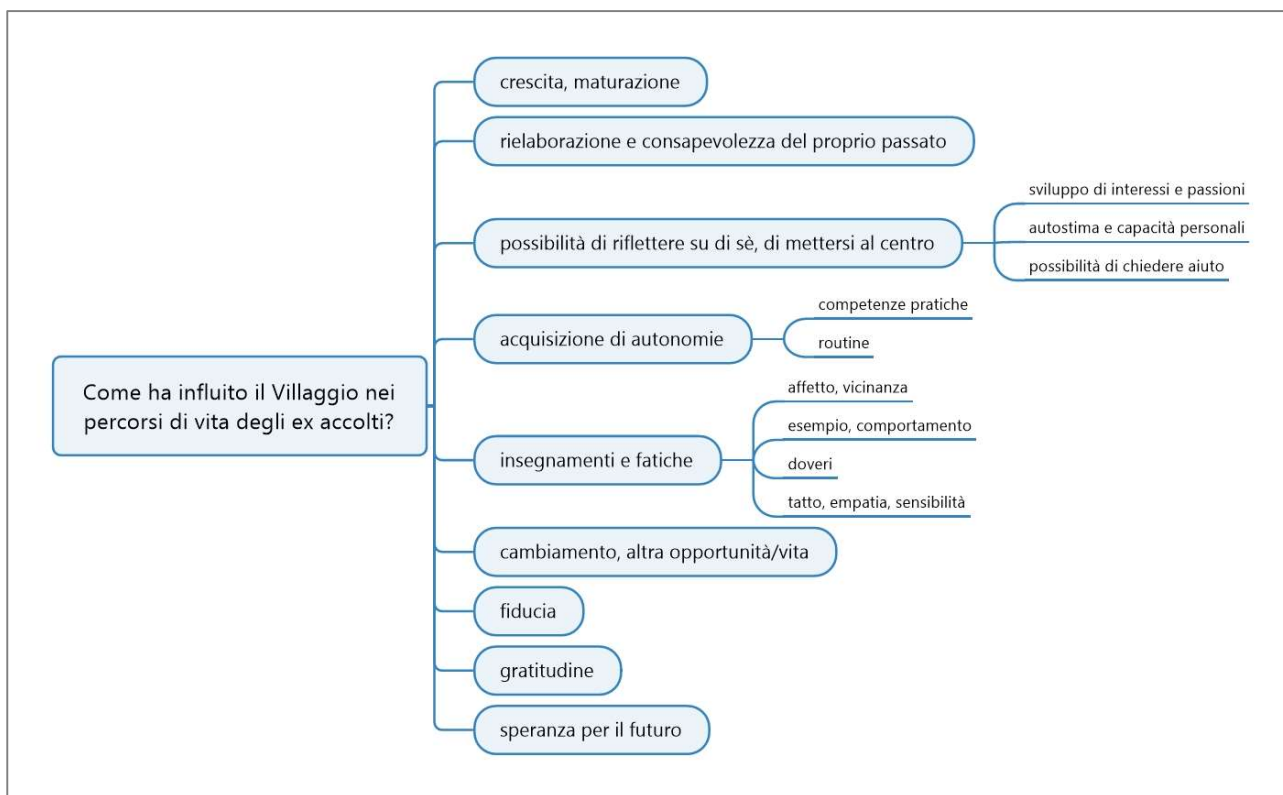 Come ha influito il Villaggio nei
percorsi di vita degli ex accolti?
crescita, maturazione
rielaborazione e consapevolezza del proprio passato
possibilità di riflettere su di sè, di mettersi al centro
sviluppo di interessi e passioni
autostima e capacità personali
possibilità di chiedere aiuto
acquisizione di autonomie
competenze pratiche
routine
insegnamenti e fatiche
affetto, vicinanza
esempio, comportamento
doveri
tatto, empatia, sensibilità
cambiamento, altra opportunità/vita
fiducia
gratitudine
speranza per il futuro